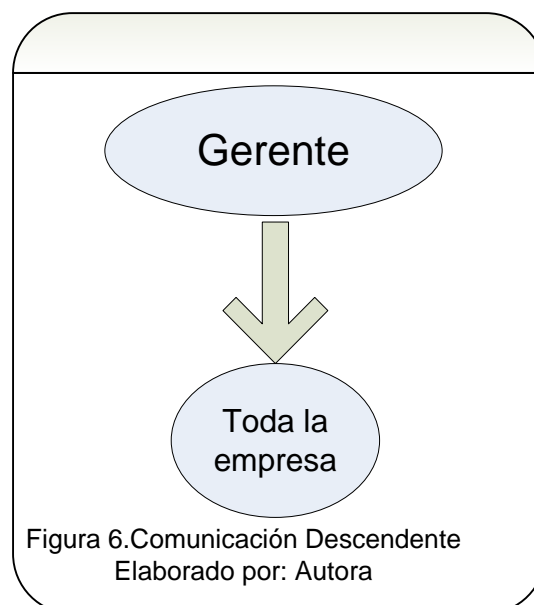 Gerente
Toda la
empresa
Figura 6.Comunicación Descendente
Elaborado por: Autora